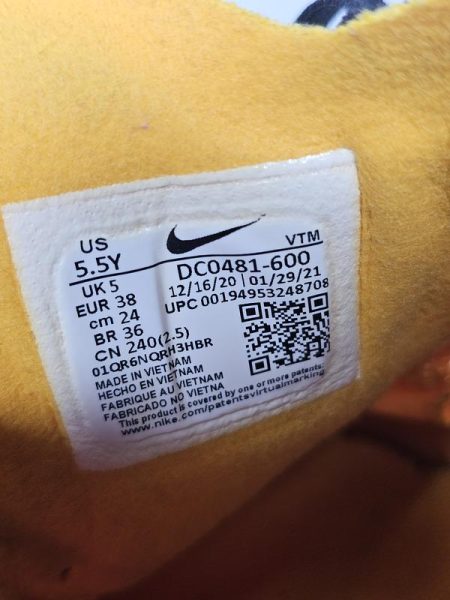 US
5.5Y
UK 5
EUR 38
cm 24
BR 36
CN 240(2.5)
01QR6NQRH3HBR
VTM
DC0481-600
12/16/20 | 01/29/21
UPC 00194953248708
MADE IN VIETNAM
HECHO EN VIETNAM
FABRIQUE AU VIETNAM
FABRICADO NO VIETNA
This product is covered by one or more patents.
www.nike.com/patentsvirtualmarking